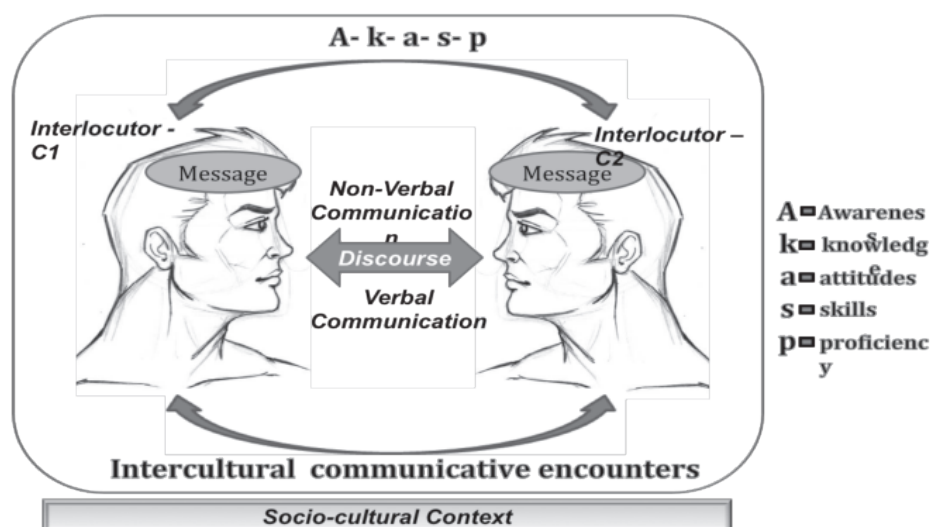 A- k- a- s- p
Interlocutor -
C1
Interlocutor –
C2
Message
Message
Non-Verbal
Communicatio
n
Discourse
Verbal
Communication
Intercultural communicative encounters
Socio-cultural Context
A = Awarenes
s
k = knowledg
e
a = attitudes
s = skills
p = proficienc
y